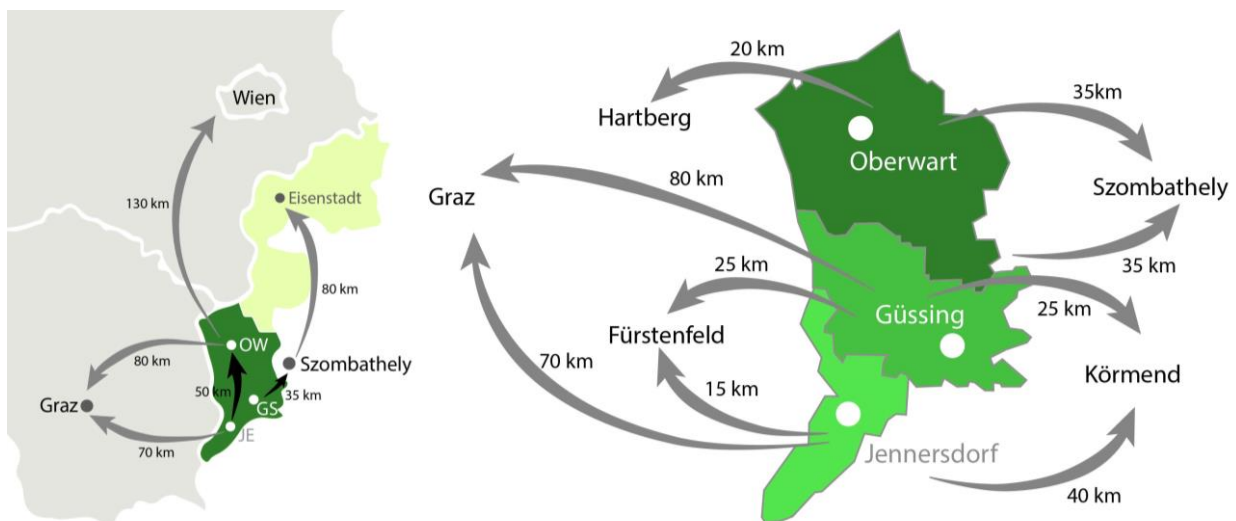 Wien
130 km
Eisenstadt
80 km
OW
80 km
Szombathely
50 km
35 km
GS
Graz
JE
70 km
20 km
35km
Hartberg
Oberwart
80 km
Szombathely
Graz
35 km
25 km
25 km
Güssing
Fürstenfeld
70 km
Körmend
15 km
Jennersdorf
40 km